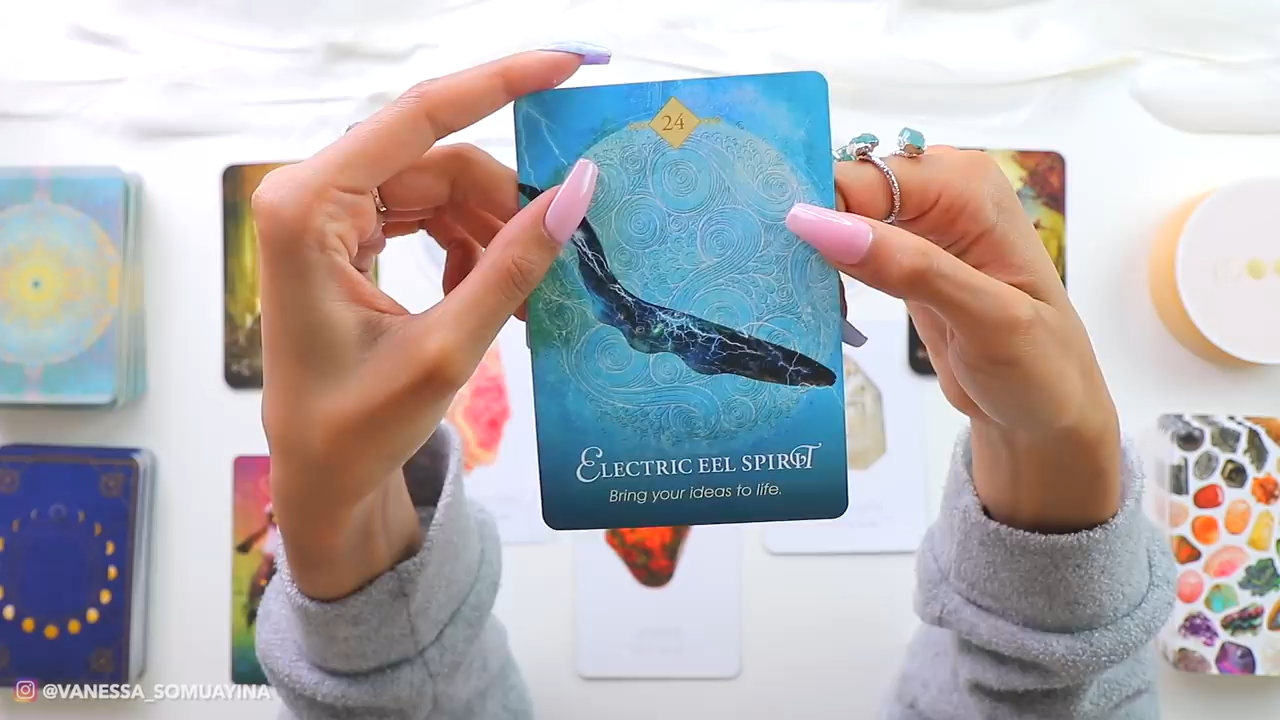 24
ELECTRIC EEL SPIRIT
Bring your ideas to life.
@VANESSA_SOMUAYINA